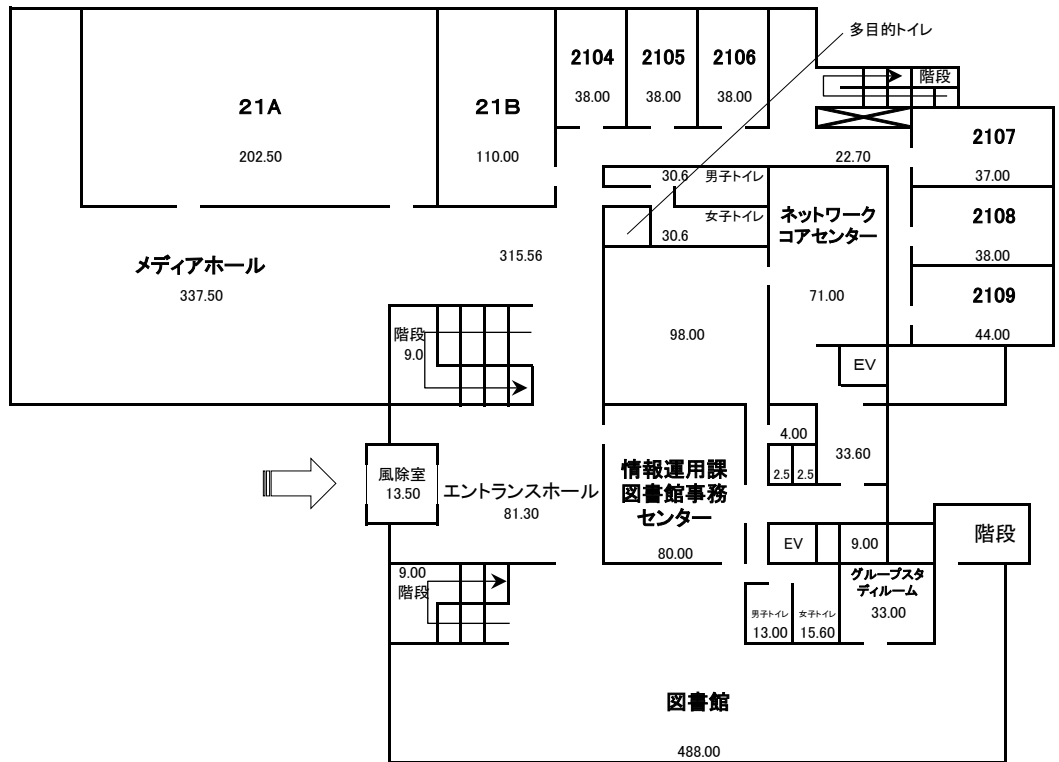 多目的トイレ
2104
2105
2106
階段
21A
21B
38.00
38.00
38.00
2107
202.50
110.00
22.70
30.6
男子トイレ
37.00
女子トイレ
30.6
ネットワーク
コアセンター
2108
メディアホール
315.56
38.00
337.50
71.00
2109
階段
9.0
98.00
44.00
EV
4.00
33.60
2.5
2.5
風除室
13.50
エントランスホール
81.30
情報運用課
図書館事務
センター
80.00
EV
9.00
階段
9.00
階段
グループスタ
ディルーム
33.00
男子トイレ
13.00
女子トイレ
15.60
図書館
488.00